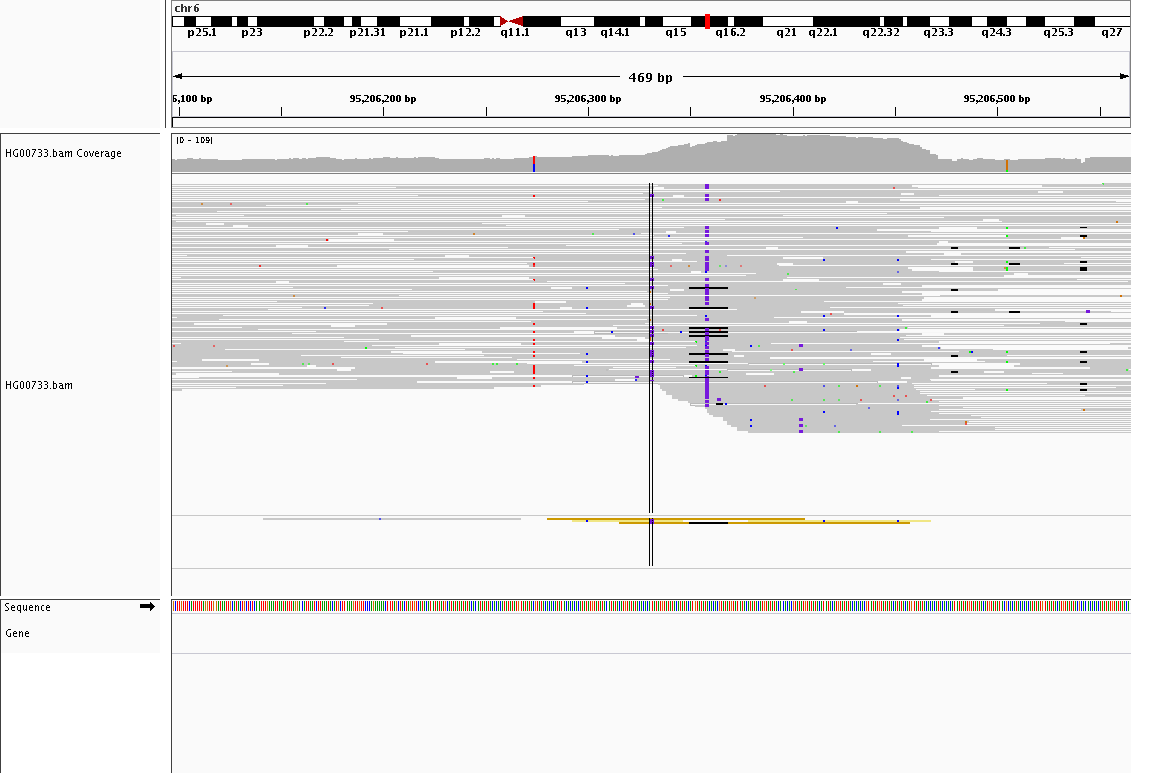 chr6
p25.1 p23 p22.2 p21.31 p21.1 p12.2 q11.1 q13 q14.1 q15 q16.2 q21 q22.1 q22.32 q23.3 q24.3 q25.3 q27
469 bp
6,100 bp 95,206,200 bp 95,206,300 bp 95,206,400 bp 95,206,500 bp
[0 - 109]
HG00733.bam Coverage
HG00733.bam
Sequence
Gene